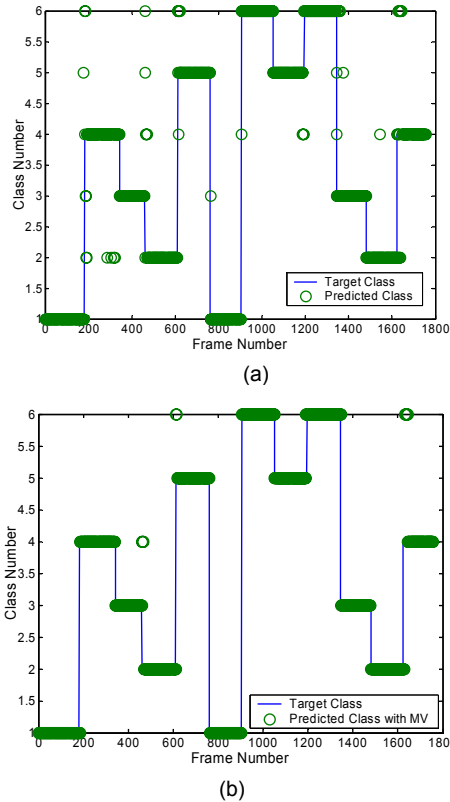 6
5.5
5
4.5
4
3.5
3
2.5
2
1.5
1
Class Number
0 200 400 600 800 1000 1200 1400 1600 1800
Frame Number
Target Class
Predicted Class
(a)
6
5.5
5
4.5
4
3.5
3
2.5
2
1.5
1
Class Number
0 200 400 600 800 1000 1200 1400 1600 180
Frame Number
Target Class
Predicted Class with MV
(b)